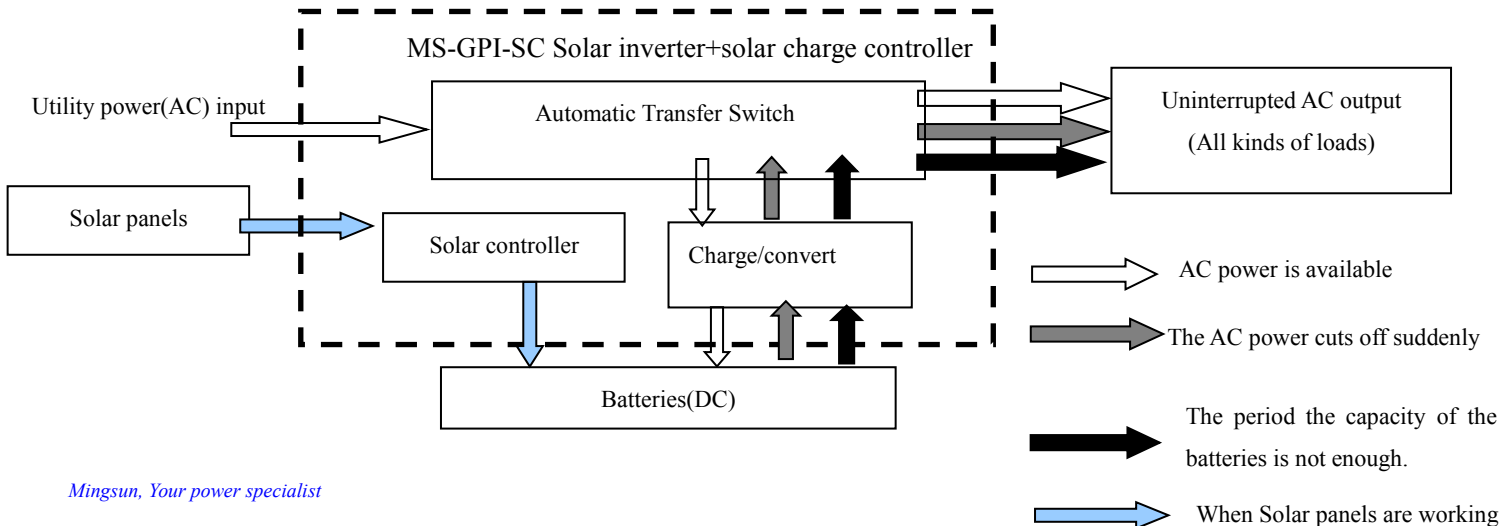 MS-GPI-SC Solar inverter+solar charge controller
Utility power(AC) input
Automatic Transfer Switch
Uninterrupted AC output
(All kinds of loads)
Solar panels
Solar controller
Charge/convert
Batteries(DC)
AC power is available
The AC power cuts off suddenly
The period the capacity of the
batteries is not enough.
When Solar panels are working
Mingsun, Your power specialist